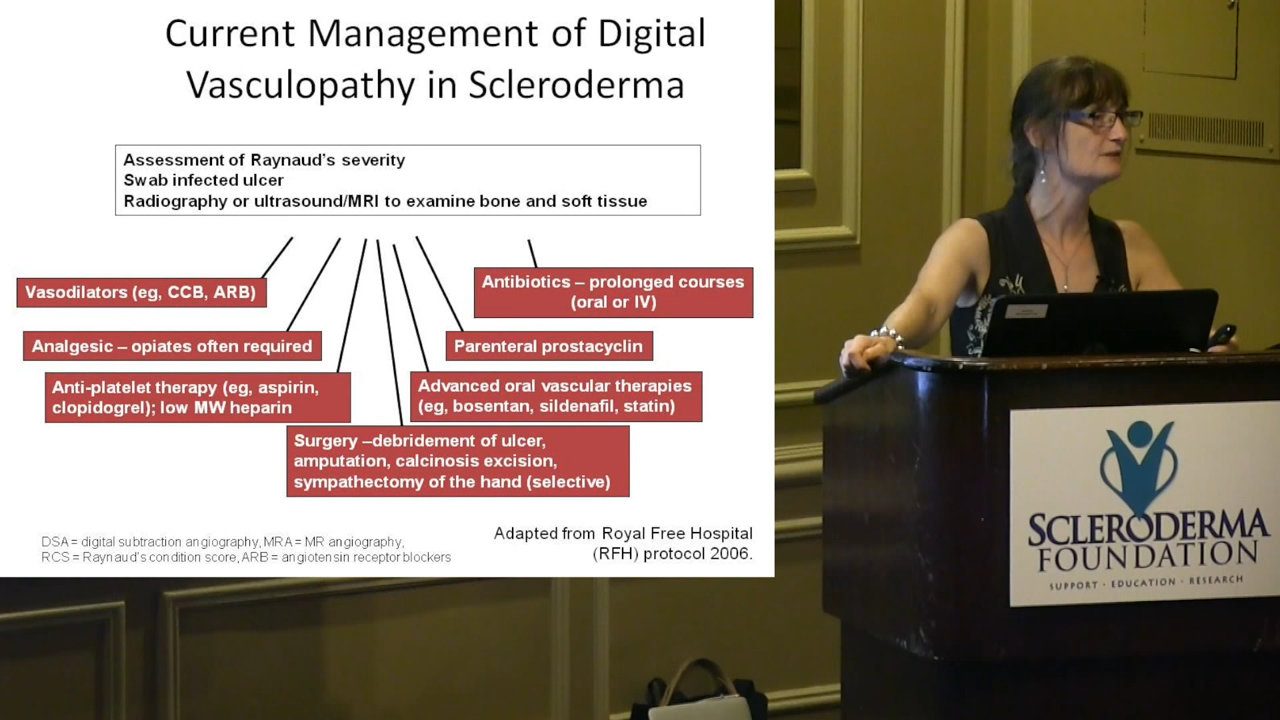 Current Management of Digital
Vasculopathy in Scleroderma
Assessment of Raynaud's severity
Swab infected ulcer
Radiography or ultrasound/MRI to examine bone and soft tissue
Vasodilators (eg, CCB, ARB)
Antibiotics – prolonged courses
(oral or IV)
Analgesic – opiates often required
Parenteral prostacyclin
Anti-platelet therapy (eg, aspirin,
clopidogrel); low MW heparin
Advanced oral vascular therapies
(eg, bosentan, sildenafil, statin)
Surgery –debridement of ulcer,
amputation, calcinosis excision,
sympathectomy of the hand (selective)
DSA = digital subtraction angiography, MRA = MR angiography,
RCS = Raynaud's condition score, ARB = angiotensin receptor blockers
Adapted from Royal Free Hospital
(RFH) protocol 2006.
SCLERODERMA
FOUNDATION
SUPPORT · EDUCATION · RESEARCH